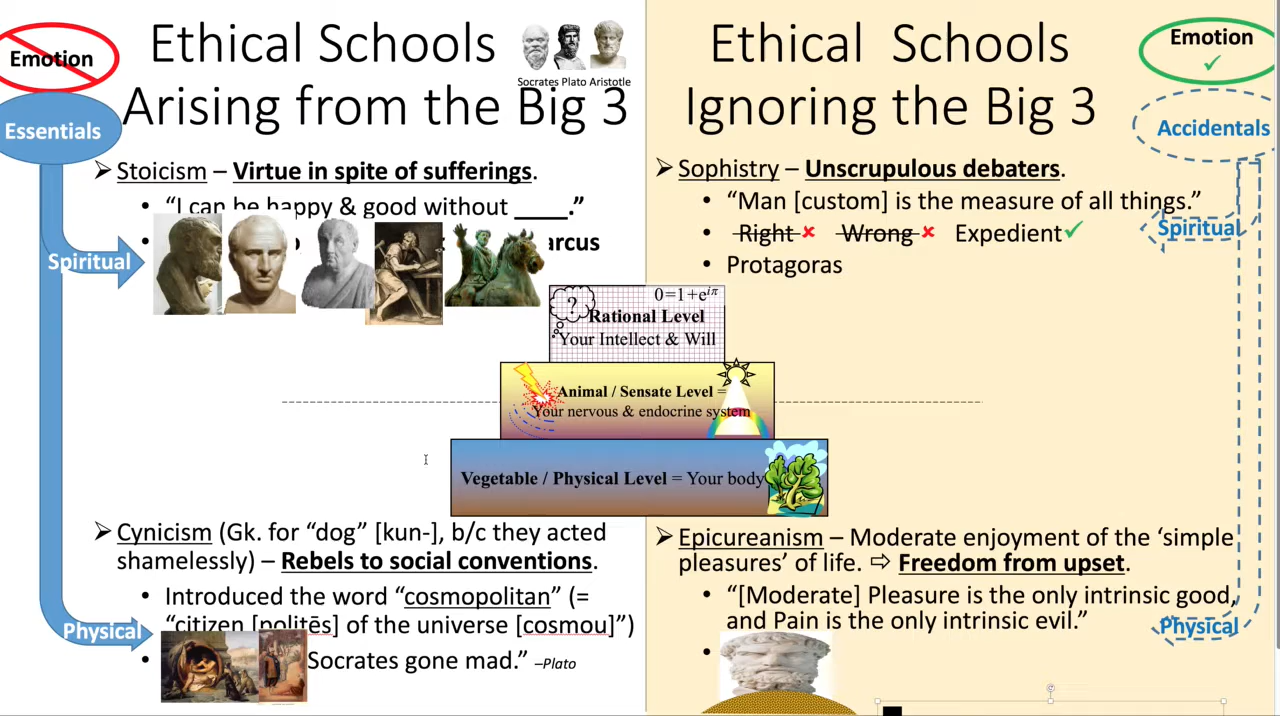 Emotion
Essentials
Spiritual
Physical
Ethical Schools
Arising from the Big 3
Socrates Plato Aristotle
➢ Stoicism – Virtue in spite of sufferings.
• “I can be happy & good without ____.”
• arcus
➢ Cynicism (Gk. for “dog” [kun-], b/c they acted
shamelessly) – Rebels to social conventions.
• Introduced the word “cosmopolitan” (=
“citizen [politēs] of the universe [cosmou]”)
• Socrates gone mad.” –Plato
?
0=1+e^{iπ}
Rational Level
Your Intellect & Will
Animal / Sensate Level =
Your nervous & endocrine system
Vegetable / Physical Level = Your body
Ethical Schools
Ignoring the Big 3
➢ Sophistry – Unscrupulous debaters.
• “Man [custom] is the measure of all things.”
• Right ✘ Wrong ✘ Expedient ✓
• Protagoras
➢ Epicureanism – Moderate enjoyment of the ‘simple
pleasures’ of life. ⇨ Freedom from upset.
• “[Moderate] Pleasure is the only intrinsic good,
and Pain is the only intrinsic evil.”
•
Emotion
✓
Accidentals
Spiritual
Physical